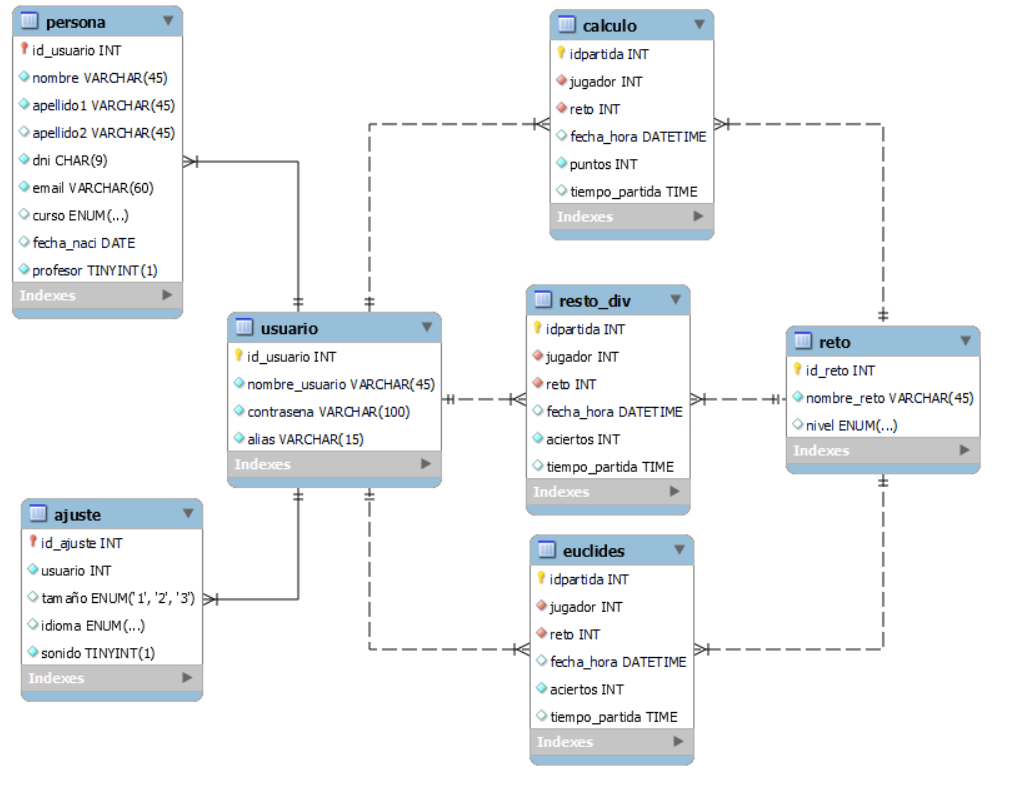 persona
id_usuario INT
nombre VARCHAR(45)
apellido1 VARCHAR(45)
apellido2 VARCHAR(45)
dni CHAR(9)
email VARCHAR(60)
curso ENUM(...)
fecha_naci DATE
profesor TINYINT(1)
Indexes
calculo
idpartida INT
jugador INT
reto INT
fecha_hora DATETIME
puntos INT
tiempo_partida TIME
Indexes
usuario
id_usuario INT
nombre_usuario VARCHAR(45)
contrasena VARCHAR(100)
alias VARCHAR(15)
Indexes
resto_div
idpartida INT
jugador INT
reto INT
fecha_hora DATETIME
aciertos INT
tiempo_partida TIME
Indexes
reto
id_reto INT
nombre_reto VARCHAR(45)
nivel ENUM(...)
Indexes
ajuste
id_ajuste INT
usuario INT
tamaño ENUM('1', '2', '3')
idioma ENUM(...)
sonido TINYINT(1)
Indexes
euclides
idpartida INT
jugador INT
reto INT
fecha_hora DATETIME
aciertos INT
tiempo_partida TIME
Indexes